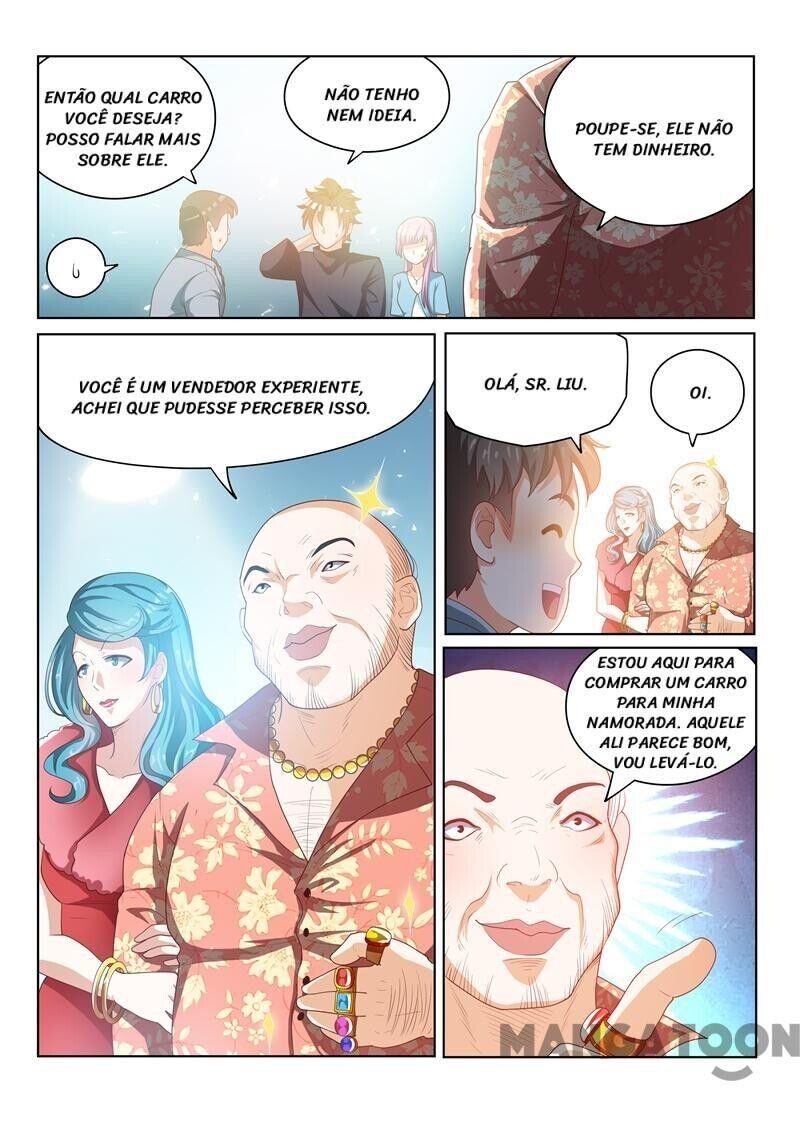 ENTÃO QUAL CARRO
VOCÊ DESEJA?
POSSO FALAR MAIS
SOBRE ELE.
NÃO TENHO
NEM IDEIA.
POUPE-SE, ELE NÃO
TEM DINHEIRO.
VOCÊ É UM VENDEDOR EXPERIENTE,
ACHEI QUE PUDESSE PERCEBER ISSO.
OLÁ, SR. LIU.
OI.
ESTOU AQUI PARA
COMPRAR UM CARRO
PARA MINHA
NAMORADA. AQUELE
ALI PARECE BOM,
VOU LEVÁ-LO.
MANGATOON